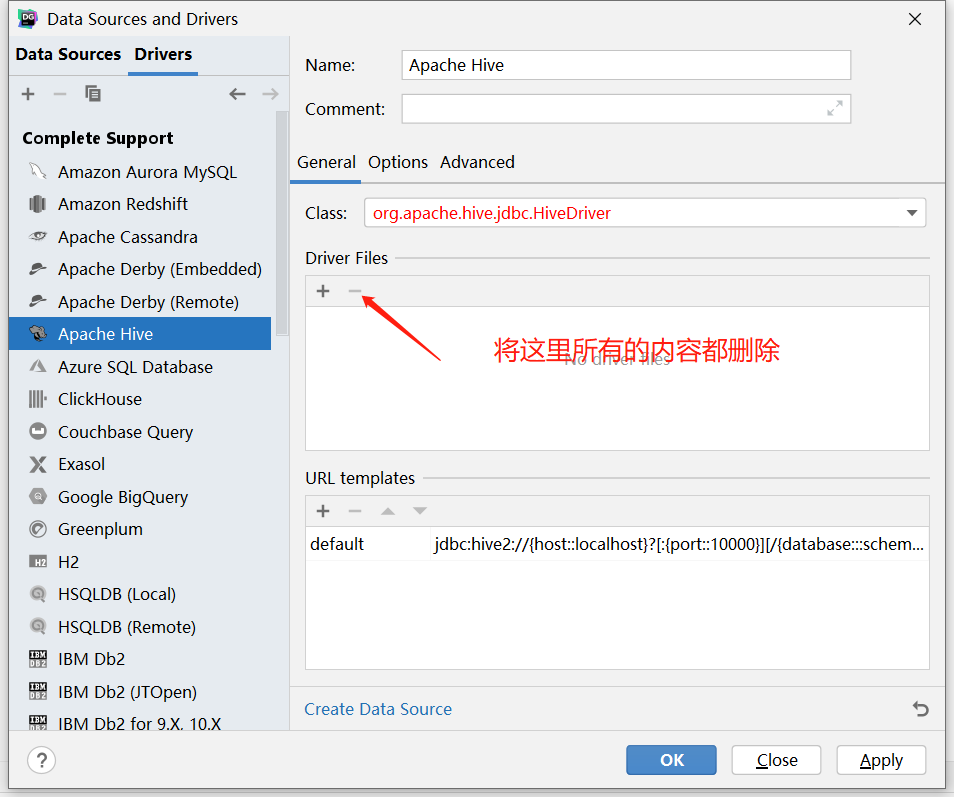 Data Sources and Drivers
Data Sources
Drivers
Complete Support
Amazon Aurora MySQL
Amazon Redshift
Apache Cassandra
Apache Derby (Embedded)
Apache Derby (Remote)
Apache Hive
Azure SQL Database
ClickHouse
Couchbase Query
Exasol
Google BigQuery
Greenplum
H2
HSQLDB (Local)
HSQLDB (Remote)
IBM Db2
IBM Db2 (JTOpen)
IBM Db2 for 9.X, 10.X
Name: Apache Hive
Comment:
General Options Advanced
Class: org.apache.hive.jdbc.HiveDriver
Driver Files
将这里所有的内容都删除
No driver files
URL templates
default jdbc:hive2://{host::localhost}?[:{port::10000}][/{database:::schem...
Create Data Source
? OK Close Apply